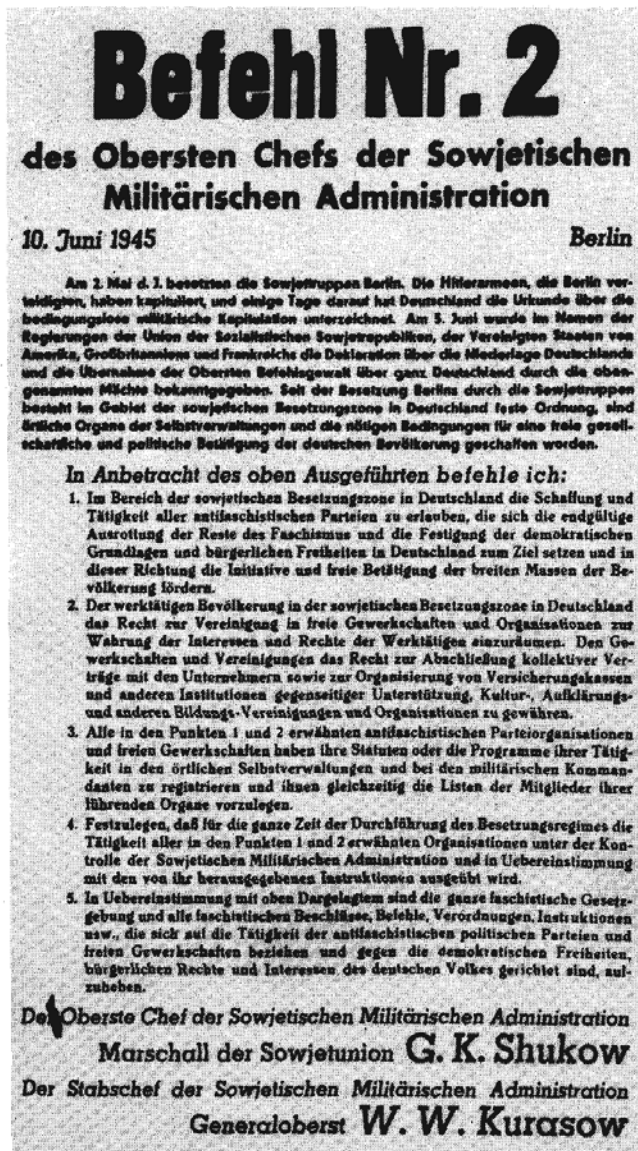 Befehl Nr. 2
des Obersten Chefs der Sowjetischen
Militärischen Administration
10. Juni 1945 Berlin
Am 2. Mai d. J. besetzten die Sowjettruppen Berlin. Die Hitlerarmeen, die Berlin ver-
teidigten, haben kapituliert, und einige Tage darauf hat Deutschland die Urkunde über die
bedingungslose militärische Kapitulation unterzeichnet. Am 5. Juni wurde im Namen der
Regierungen der Union der Sozialistischen Sowjetrepubliken, der Vereinigten Staaten von
Amerika, Großbritanniens und Frankreichs die Deklaration über die Niederlage Deutschlands
und die Übernahme der Obersten Befehlsgewalt über ganz Deutschland durch die oben-
genannten Mächte bekanntgegeben. Seit der Besetzung Berlins durch die Sowjettruppen
besteht im Gebiet der sowjetischen Besetzungszone in Deutschland feste Ordnung, sind
örtliche Organe der Selbstverwaltungen und die nötigen Bedingungen für eine freie gesell-
schaftliche und politische Betätigung der deutschen Bevölkerung geschaffen worden.
In Anbetracht des oben Ausgeführten befehle ich:
1. Im Bereich der sowjetischen Besetzungszone in Deutschland die Schaffung und
Tätigkeit aller antifaschistischen Parteien zu erlauben, die sich die endgültige
Ausrottung der Reste des Faschismus und die Festigung der demokratischen
Grundlagen und bürgerlichen Freiheiten in Deutschland zum Ziel setzen und in
dieser Richtung die Initiative und freie Betätigung der breiten Massen der Be-
völkerung fördern.
2. Der werktätigen Bevölkerung in der sowjetischen Besetzungszone in Deutschland
das Recht zur Vereinigung in freie Gewerkschaften und Organisationen zur
Wahrung der Interessen und Rechte der Werktätigen einzuräumen. Den Ge-
werkschaften und Vereinigungen das Recht zur Abschließung kollektiver Ver-
träge mit den Unternehmern sowie zur Organisierung von Versicherungskassen
und anderen Institutionen gegenseitiger Unterstützung, Kultur-, Aufklärungs-
und anderen Bildungs-Vereinigungen und Organisationen zu gewähren.
3. Alle in den Punkten 1 und 2 erwähnten antifaschistischen Parteiorganisationen
und freien Gewerkschaften haben ihre Statuten oder die Programme ihrer Tätig-
keit in den örtlichen Selbstverwaltungen und bei den militärischen Komman-
danten zu registrieren und ihnen gleichzeitig die Listen der Mitglieder ihrer
führenden Organe vorzulegen.
4. Festzulegen, daß für die ganze Zeit der Durchführung des Besetzungsregimes die
Tätigkeit aller in den Punkten 1 und 2 erwähnten Organisationen unter der Kon-
trolle der Sowjetischen Militärischen Administration und in Uebereinstimmung
mit den von ihr herausgegebenen Instruktionen ausgeübt wird.
5. In Uebereinstimmung mit oben Dargelegtem sind die ganze faschistische Gesetz-
gebung und alle faschistischen Beschlüsse, Befehle, Verordnungen, Instruktionen
usw., die sich auf die Tätigkeit der antifaschistischen politischen Parteien und
freien Gewerkschaften beziehen und gegen die demokratischen Freiheiten,
bürgerlichen Rechte und Interessen des deutschen Volkes gerichtet sind, auf-
zuheben.
Der Oberste Chef der Sowjetischen Militärischen Administration
Marschall der Sowjetunion G. K. Shukow
Der Stabschef der Sowjetischen Militärischen Administration
Generaloberst W. W. Kurasow